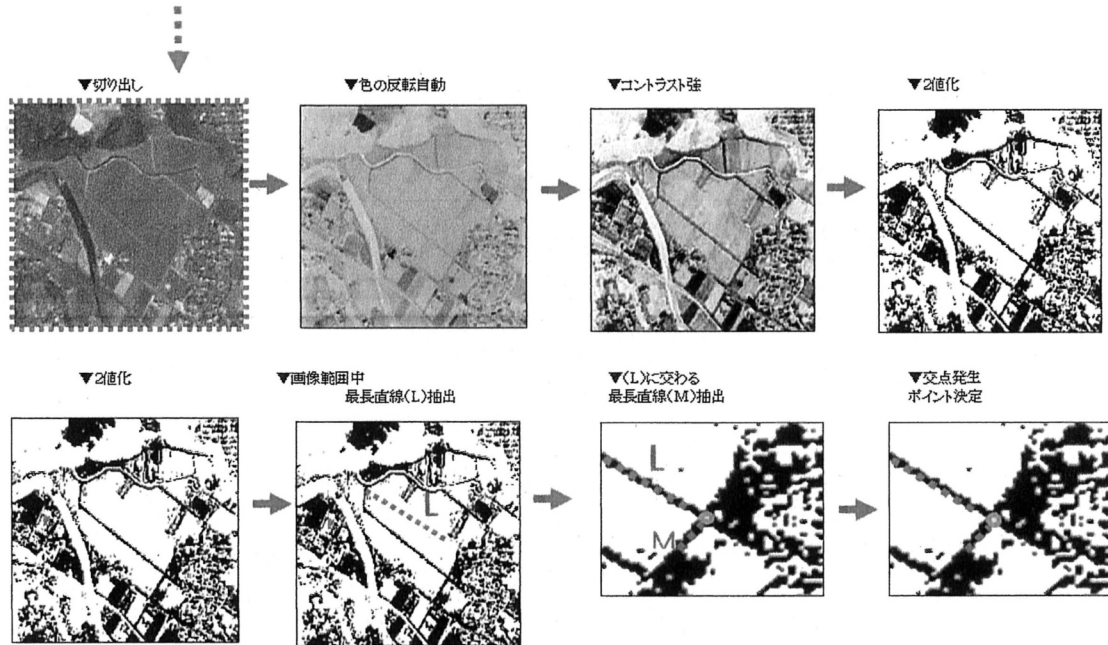 ▼切り出し
▼色の反転自動
▼コントラスト強
▼2値化
▼2値化
▼画像範囲中
最長直線(L)抽出
▼(L)に交わる
最長直線(M)抽出
▼交点発生
ポイント決定
L
L
M
L
M